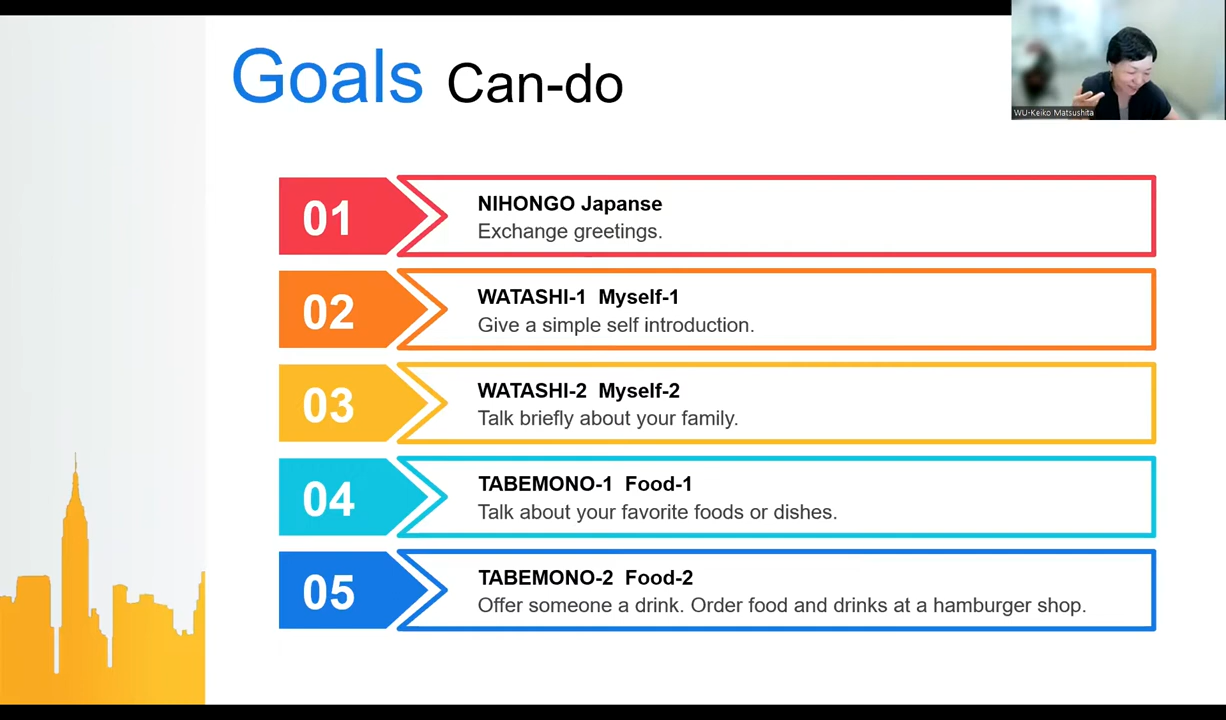 Goals Can-do
WU-Keiko Matsushita
01
NIHONGO Japanse
Exchange greetings.
02
WATASHI-1 Myself-1
Give a simple self introduction.
03
WATASHI-2 Myself-2
Talk briefly about your family.
04
TABEMONO-1 Food-1
Talk about your favorite foods or dishes.
05
TABEMONO-2 Food-2
Offer someone a drink. Order food and drinks at a hamburger shop.